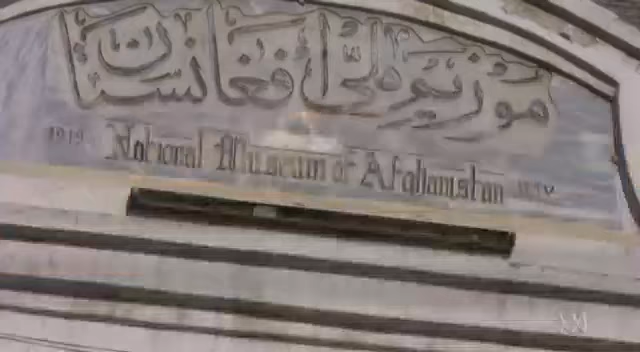 موزیم ملی افغانستان
1919 National Museum of Afghanistan